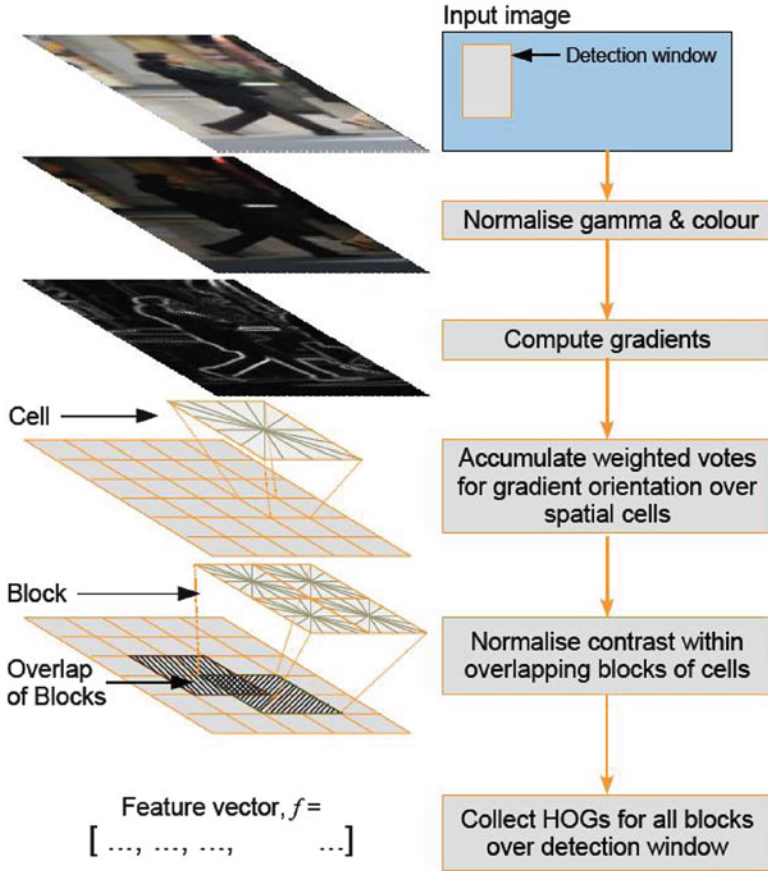 Input image
Detection window
Normalise gamma & colour
Compute gradients
Cell
Accumulate weighted votes
for gradient orientation over
spatial cells
Block
Normalise contrast within
overlapping blocks of cells
Overlap
of Blocks
Feature vector, f =
[ ..., ..., ..., ...]
Collect HOGs for all blocks
over detection window